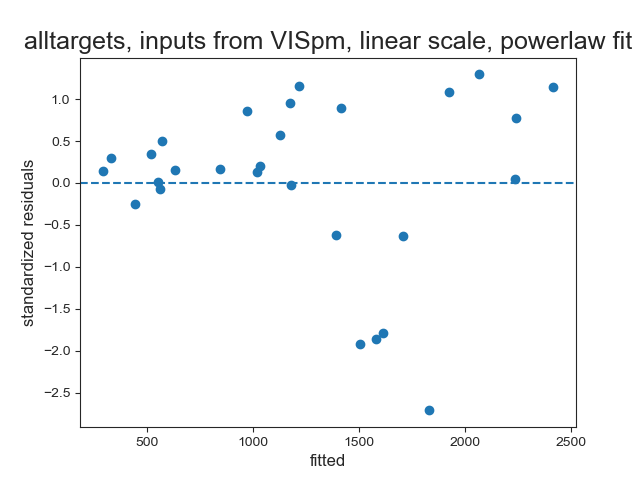 alltargets, inputs from VISpm, linear scale, powerlaw fit
1.0
0.5
0.0
−0.5
−1.0
−1.5
−2.0
−2.5
standardized residuals
500 1000 1500 2000 2500
fitted